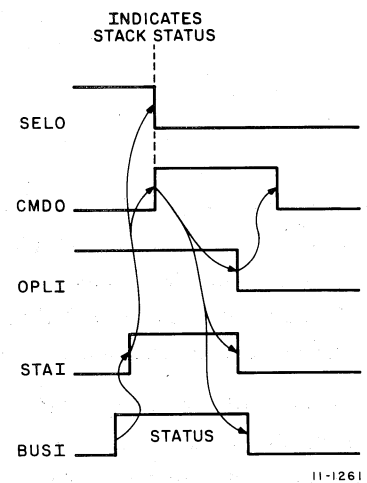 INDICATES
STACK STATUS
SELO
CMDO
OPLI
STAI
BUSI
STATUS
11-1261